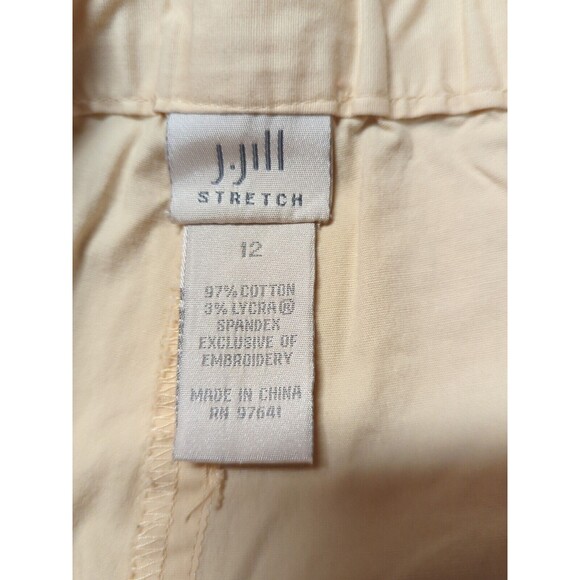 J.Jill
STRETCH
12
97% COTTON
3% LYCRA®
SPANDEX
EXCLUSIVE OF
EMBROIDERY
MADE IN CHINA
RN 97641